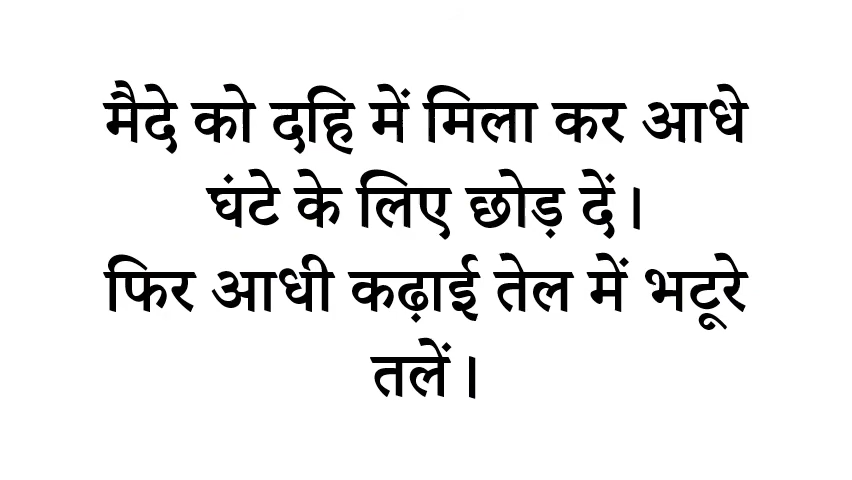 मैदे को दहि में मिला कर आधे
घंटे के लिए छोड़ दें।
फिर आधी कढ़ाई तेल में भटूरे
तलें।